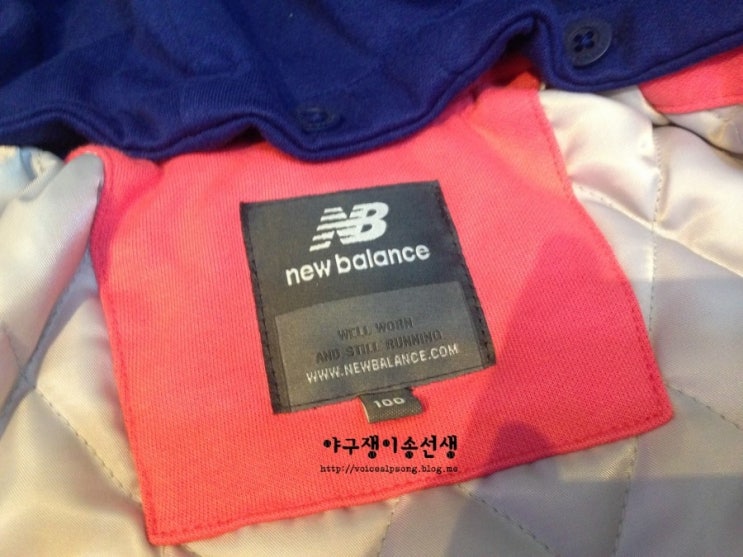 NB
new balance
WELL WORN
AND STILL RUNNING
WWW.NEWBALANCE.COM
100
야구쟁이송선생
http://voicealpsong.blog.me